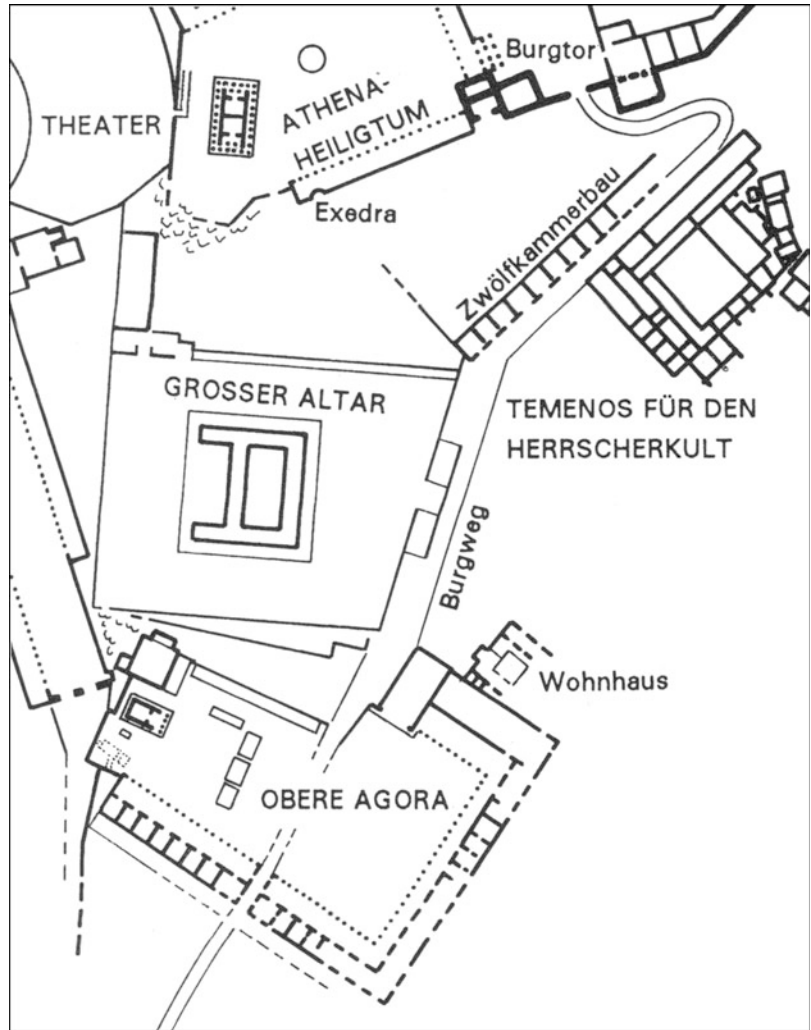 Burgtor
THEATER
ATHENA-
HEILIGTUM
Exedra
Zwölfkammerbau
GROSSER ALTAR
TEMENOS FÜR DEN
HERRSCHERKULT
Burgweg
Wohnhaus
OBERE AGORA